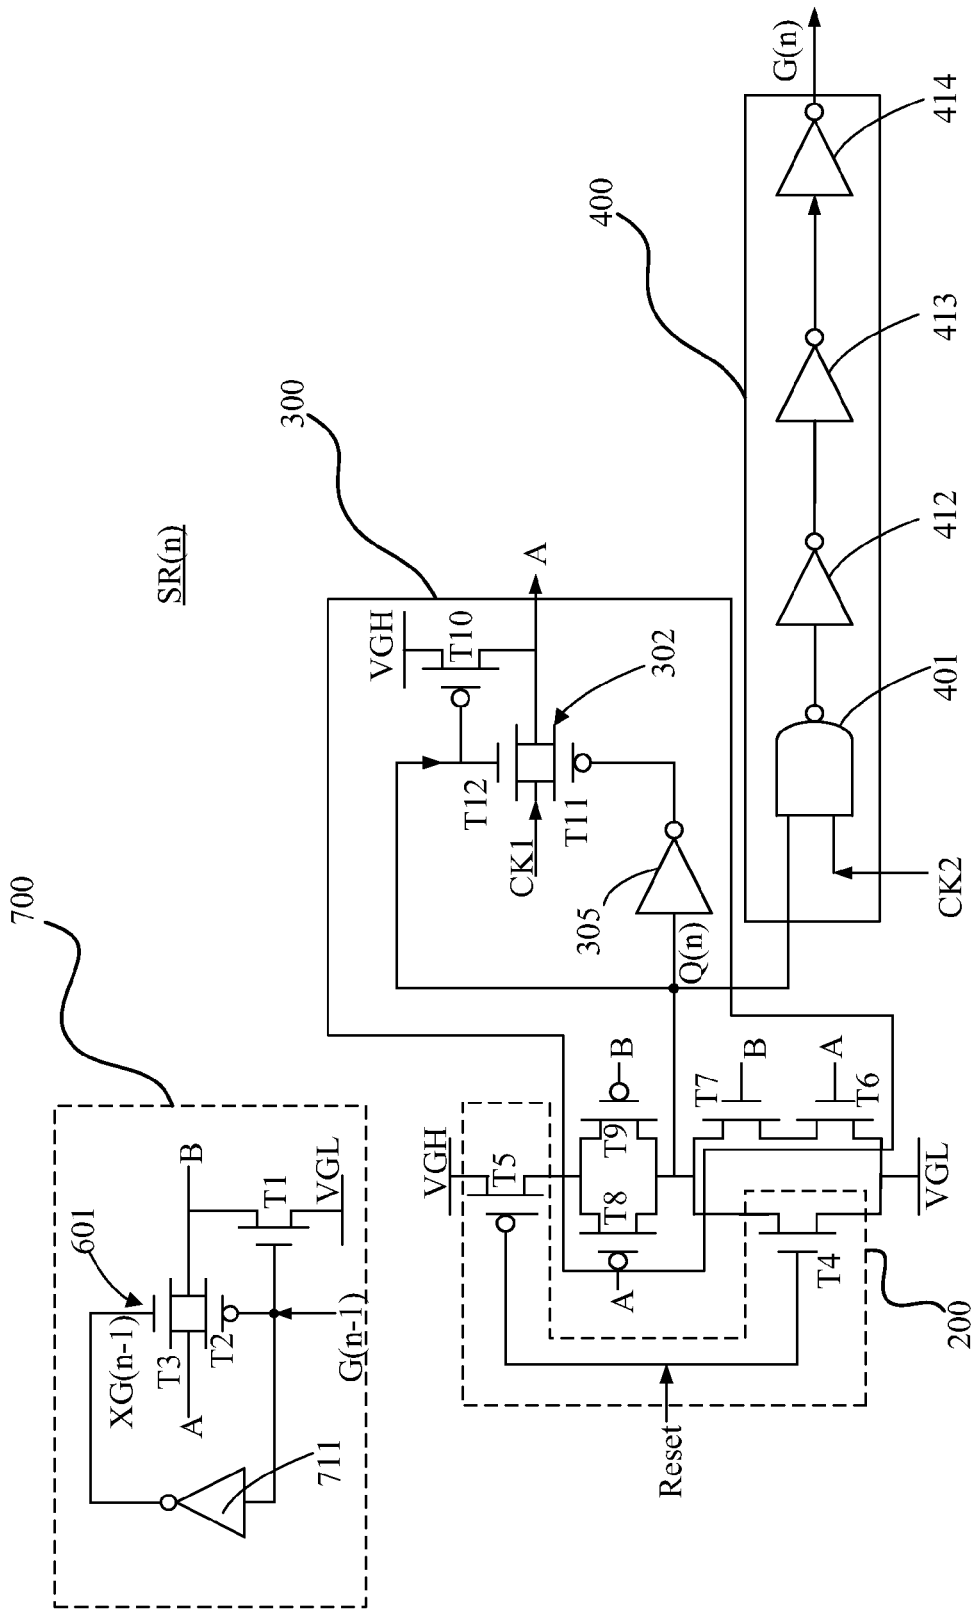 SR(n)
700
711
XG(n-1)
601
T3
A
T2
B
T1
VGL
G(n-1)
300
VGH
T10
T12
CK1
T11
302
A
305
Q(n)
VGH
T5
T9
B
T8
A
T7
B
A
T6
T4
VGL
Reset
200
400
401
412
413
414
CK2
G(n)